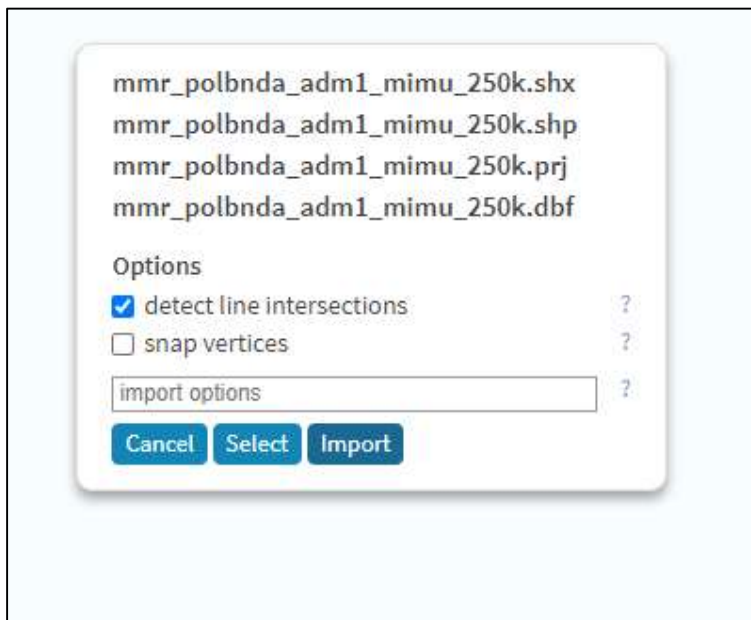 mmr_polbnda_adm1_mimu_250k.shx
mmr_polbnda_adm1_mimu_250k.shp
mmr_polbnda_adm1_mimu_250k.prj
mmr_polbnda_adm1_mimu_250k.dbf
Options
detect line intersections ?
snap vertices ?
import options ?
Cancel Select Import